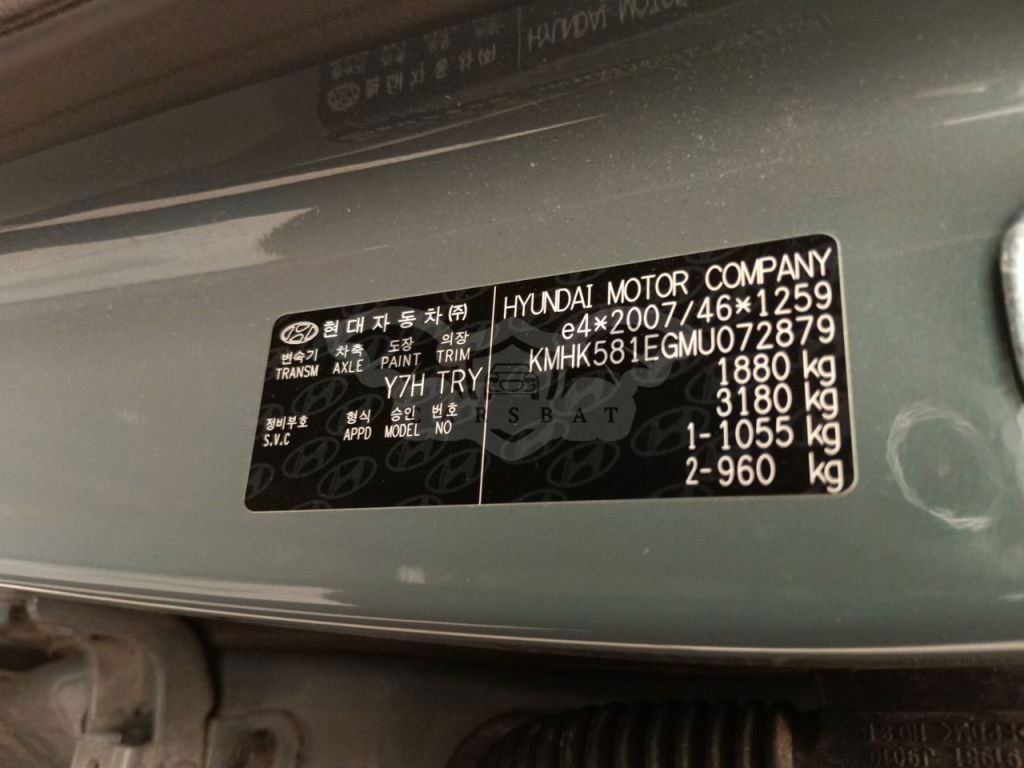 현대자동차(주)
변속기 차축 도장 의장
TRANSM AXLE PAINT TRIM
Y7H TRY
정비부호 형식 승인 번호
S.V.C APPD MODEL NO
HYUNDAI MOTOR COMPANY
e4*2007/46*1259
KMHK581EGMU072879
1880 kg
3180 kg
1-1055 kg
2-960 kg
CARSBAT